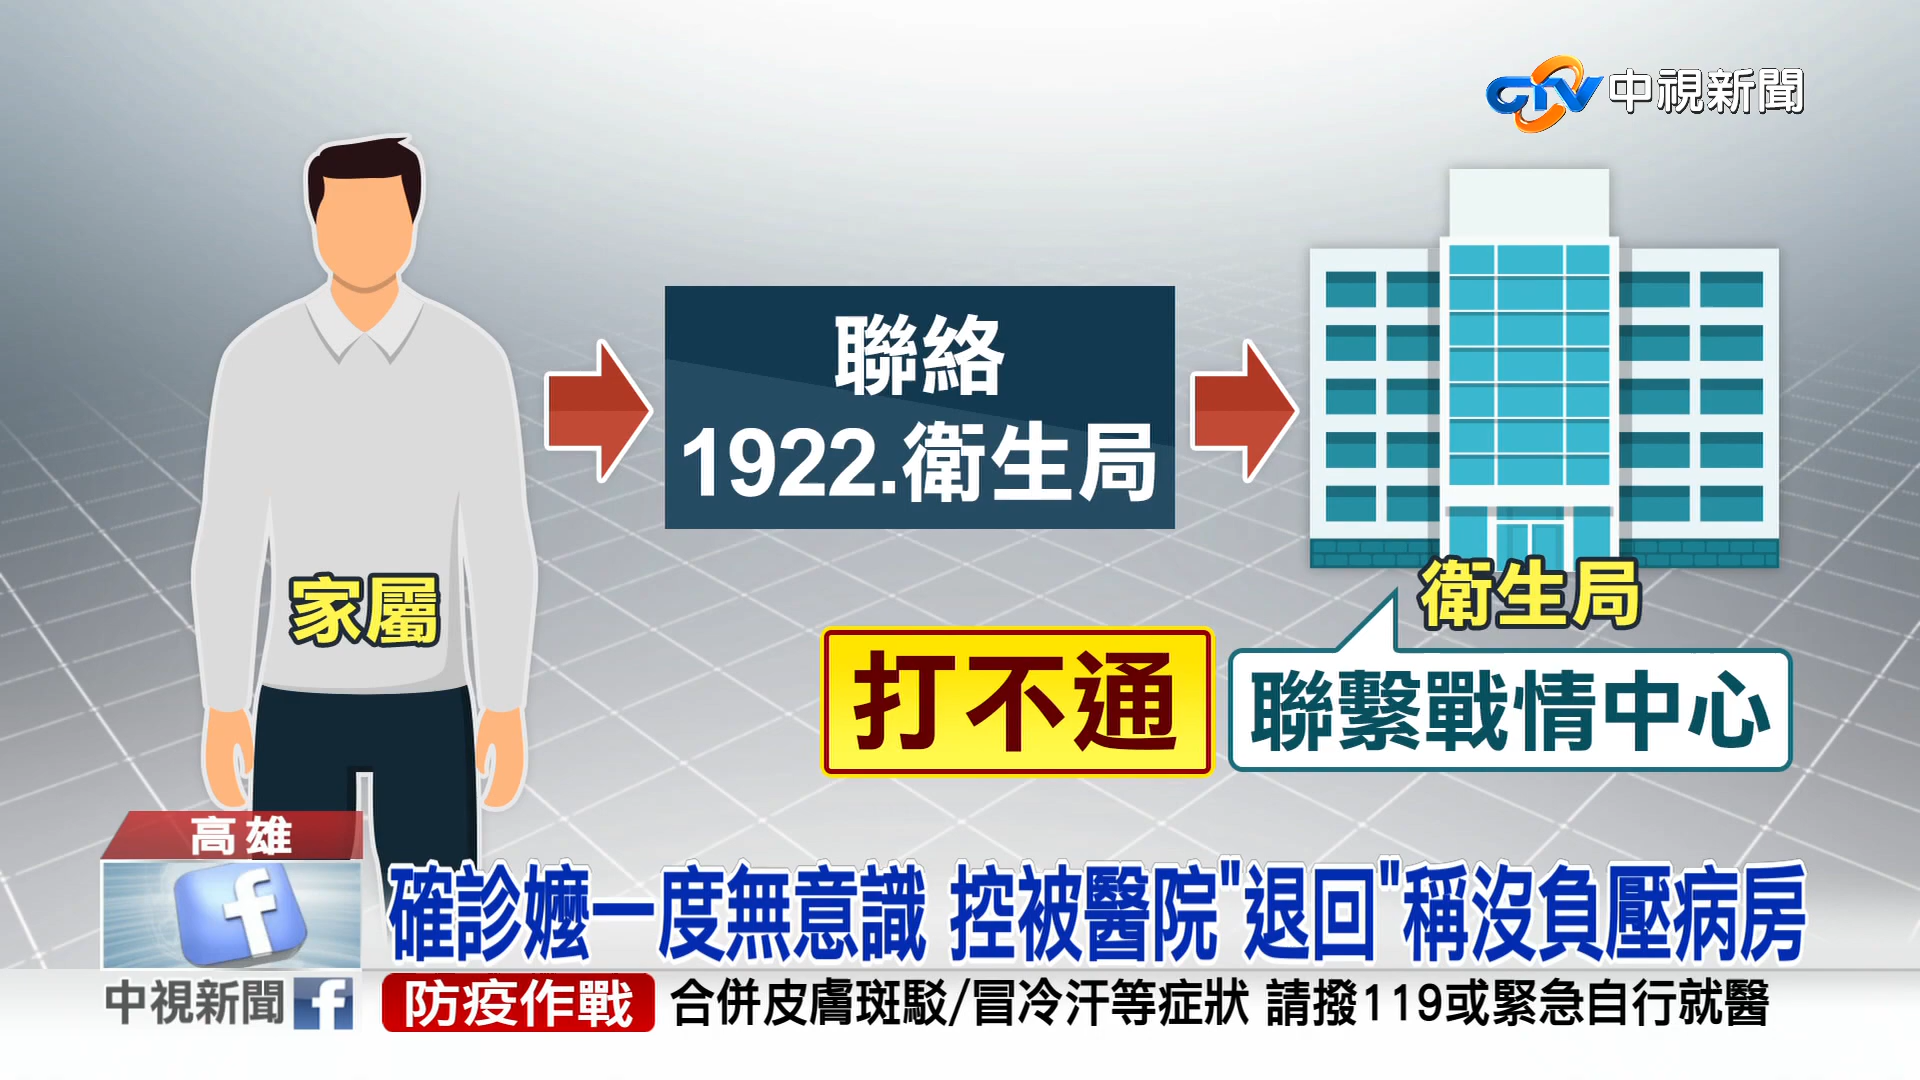 CTV中視新聞
聯絡
1922.衛生局
家屬
衛生局
打不通
聯繫戰情中心
高雄
確診嬤一度無意識 控被醫院"退回"稱沒負壓病房
中視新聞
防疫作戰 合併皮膚斑駁/冒冷汗等症狀 請撥119或緊急自行就醫